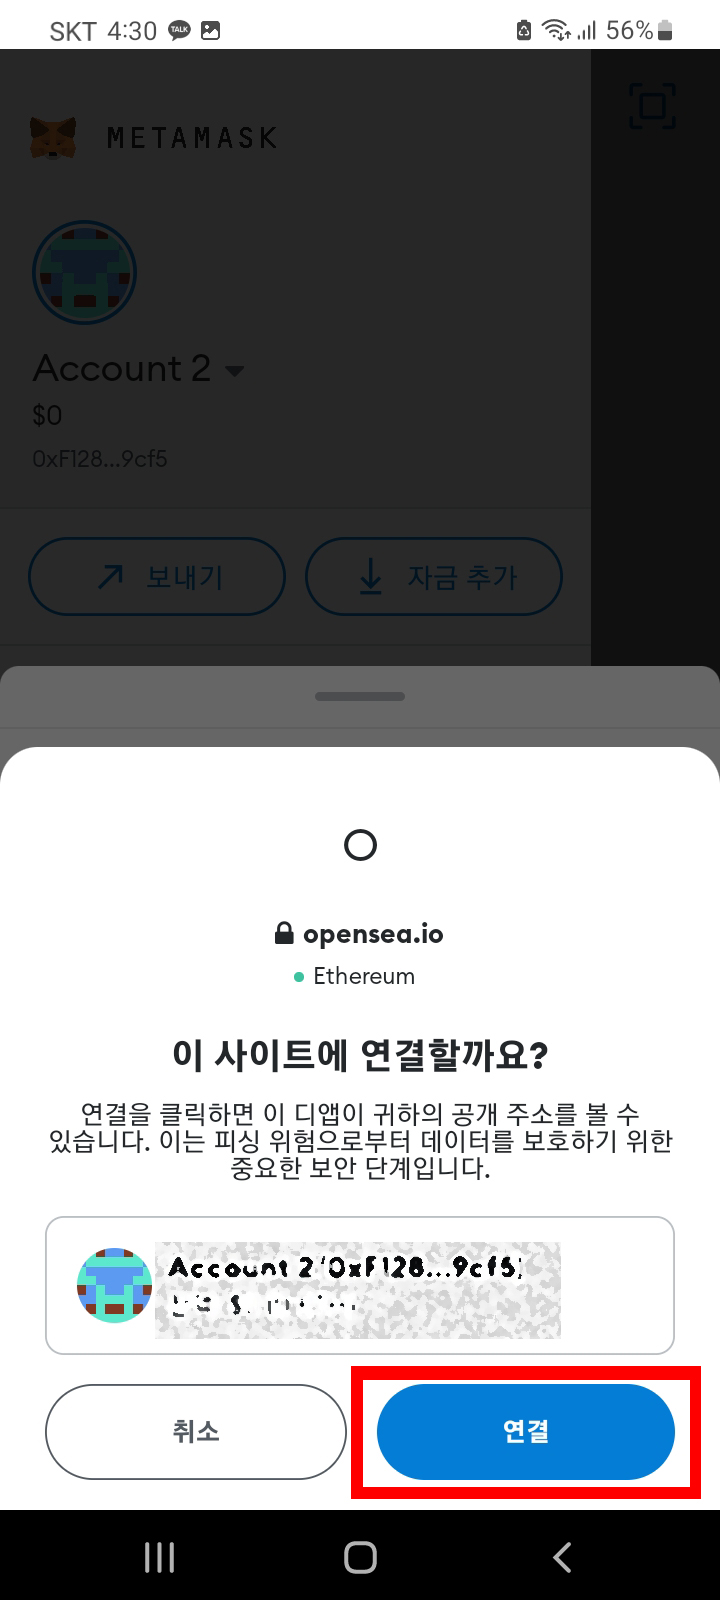 SKT 4:30 TALK 56%
METAMASK
Account 2
$0
0xF128...9cf5
보내기 자금 추가
opensea.io
Ethereum
이 사이트에 연결할까요?
연결을 클릭하면 이 디앱이 귀하의 공개 주소를 볼 수
있습니다. 이는 피싱 위험으로부터 데이터를 보호하기 위한
중요한 보안 단계입니다.
Account 2 (0xF128...9cf5)
취소 연결